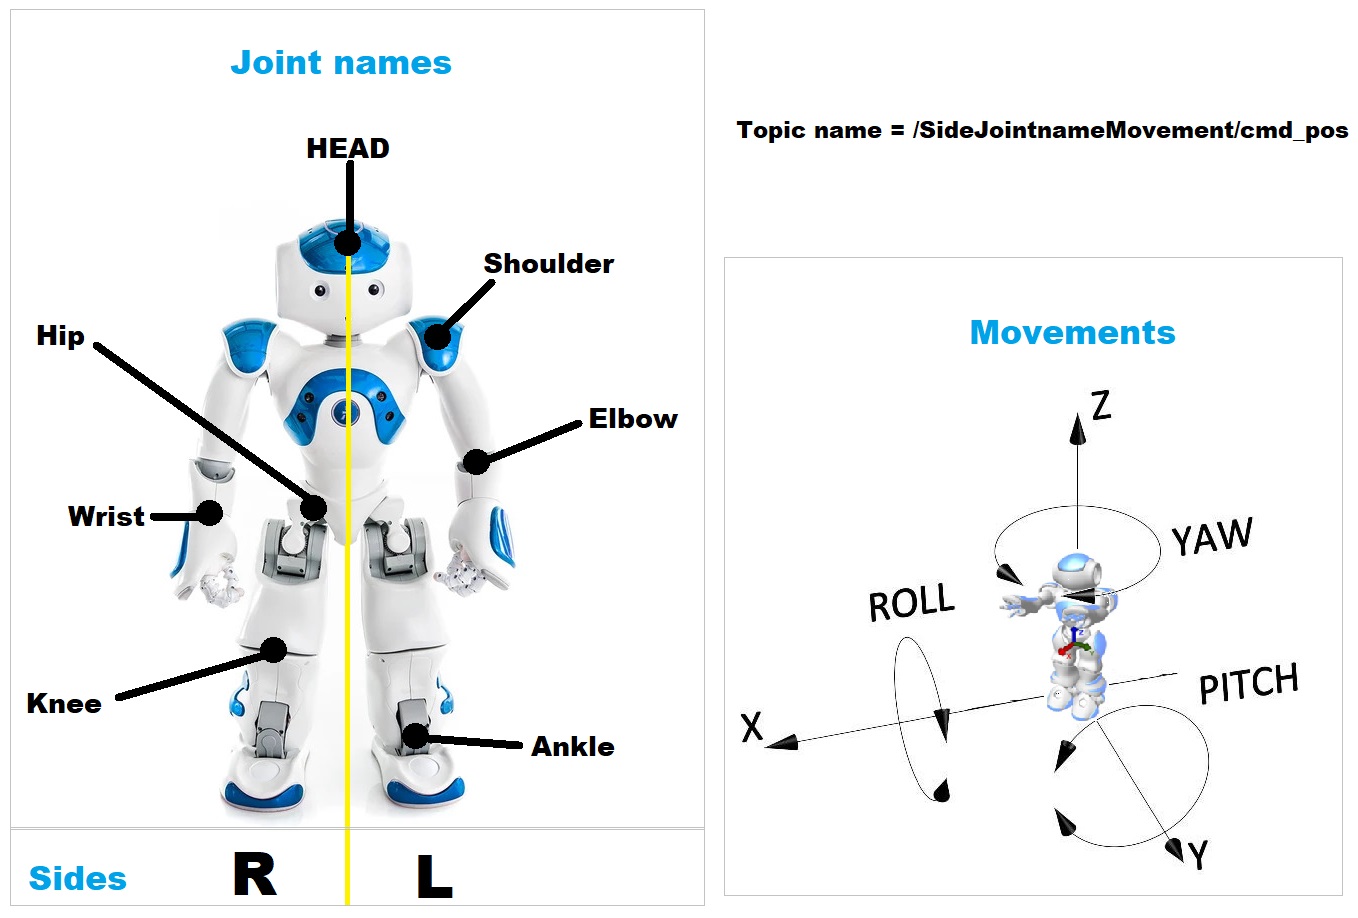 Joint names
HEAD
Shoulder
Hip
Elbow
Wrist
Knee
Ankle
Sides
R
L
Topic name = /SideJointnameMovement/cmd_pos
Movements
Z
YAW
ROLL
PITCH
X
Y
Z
X
Y